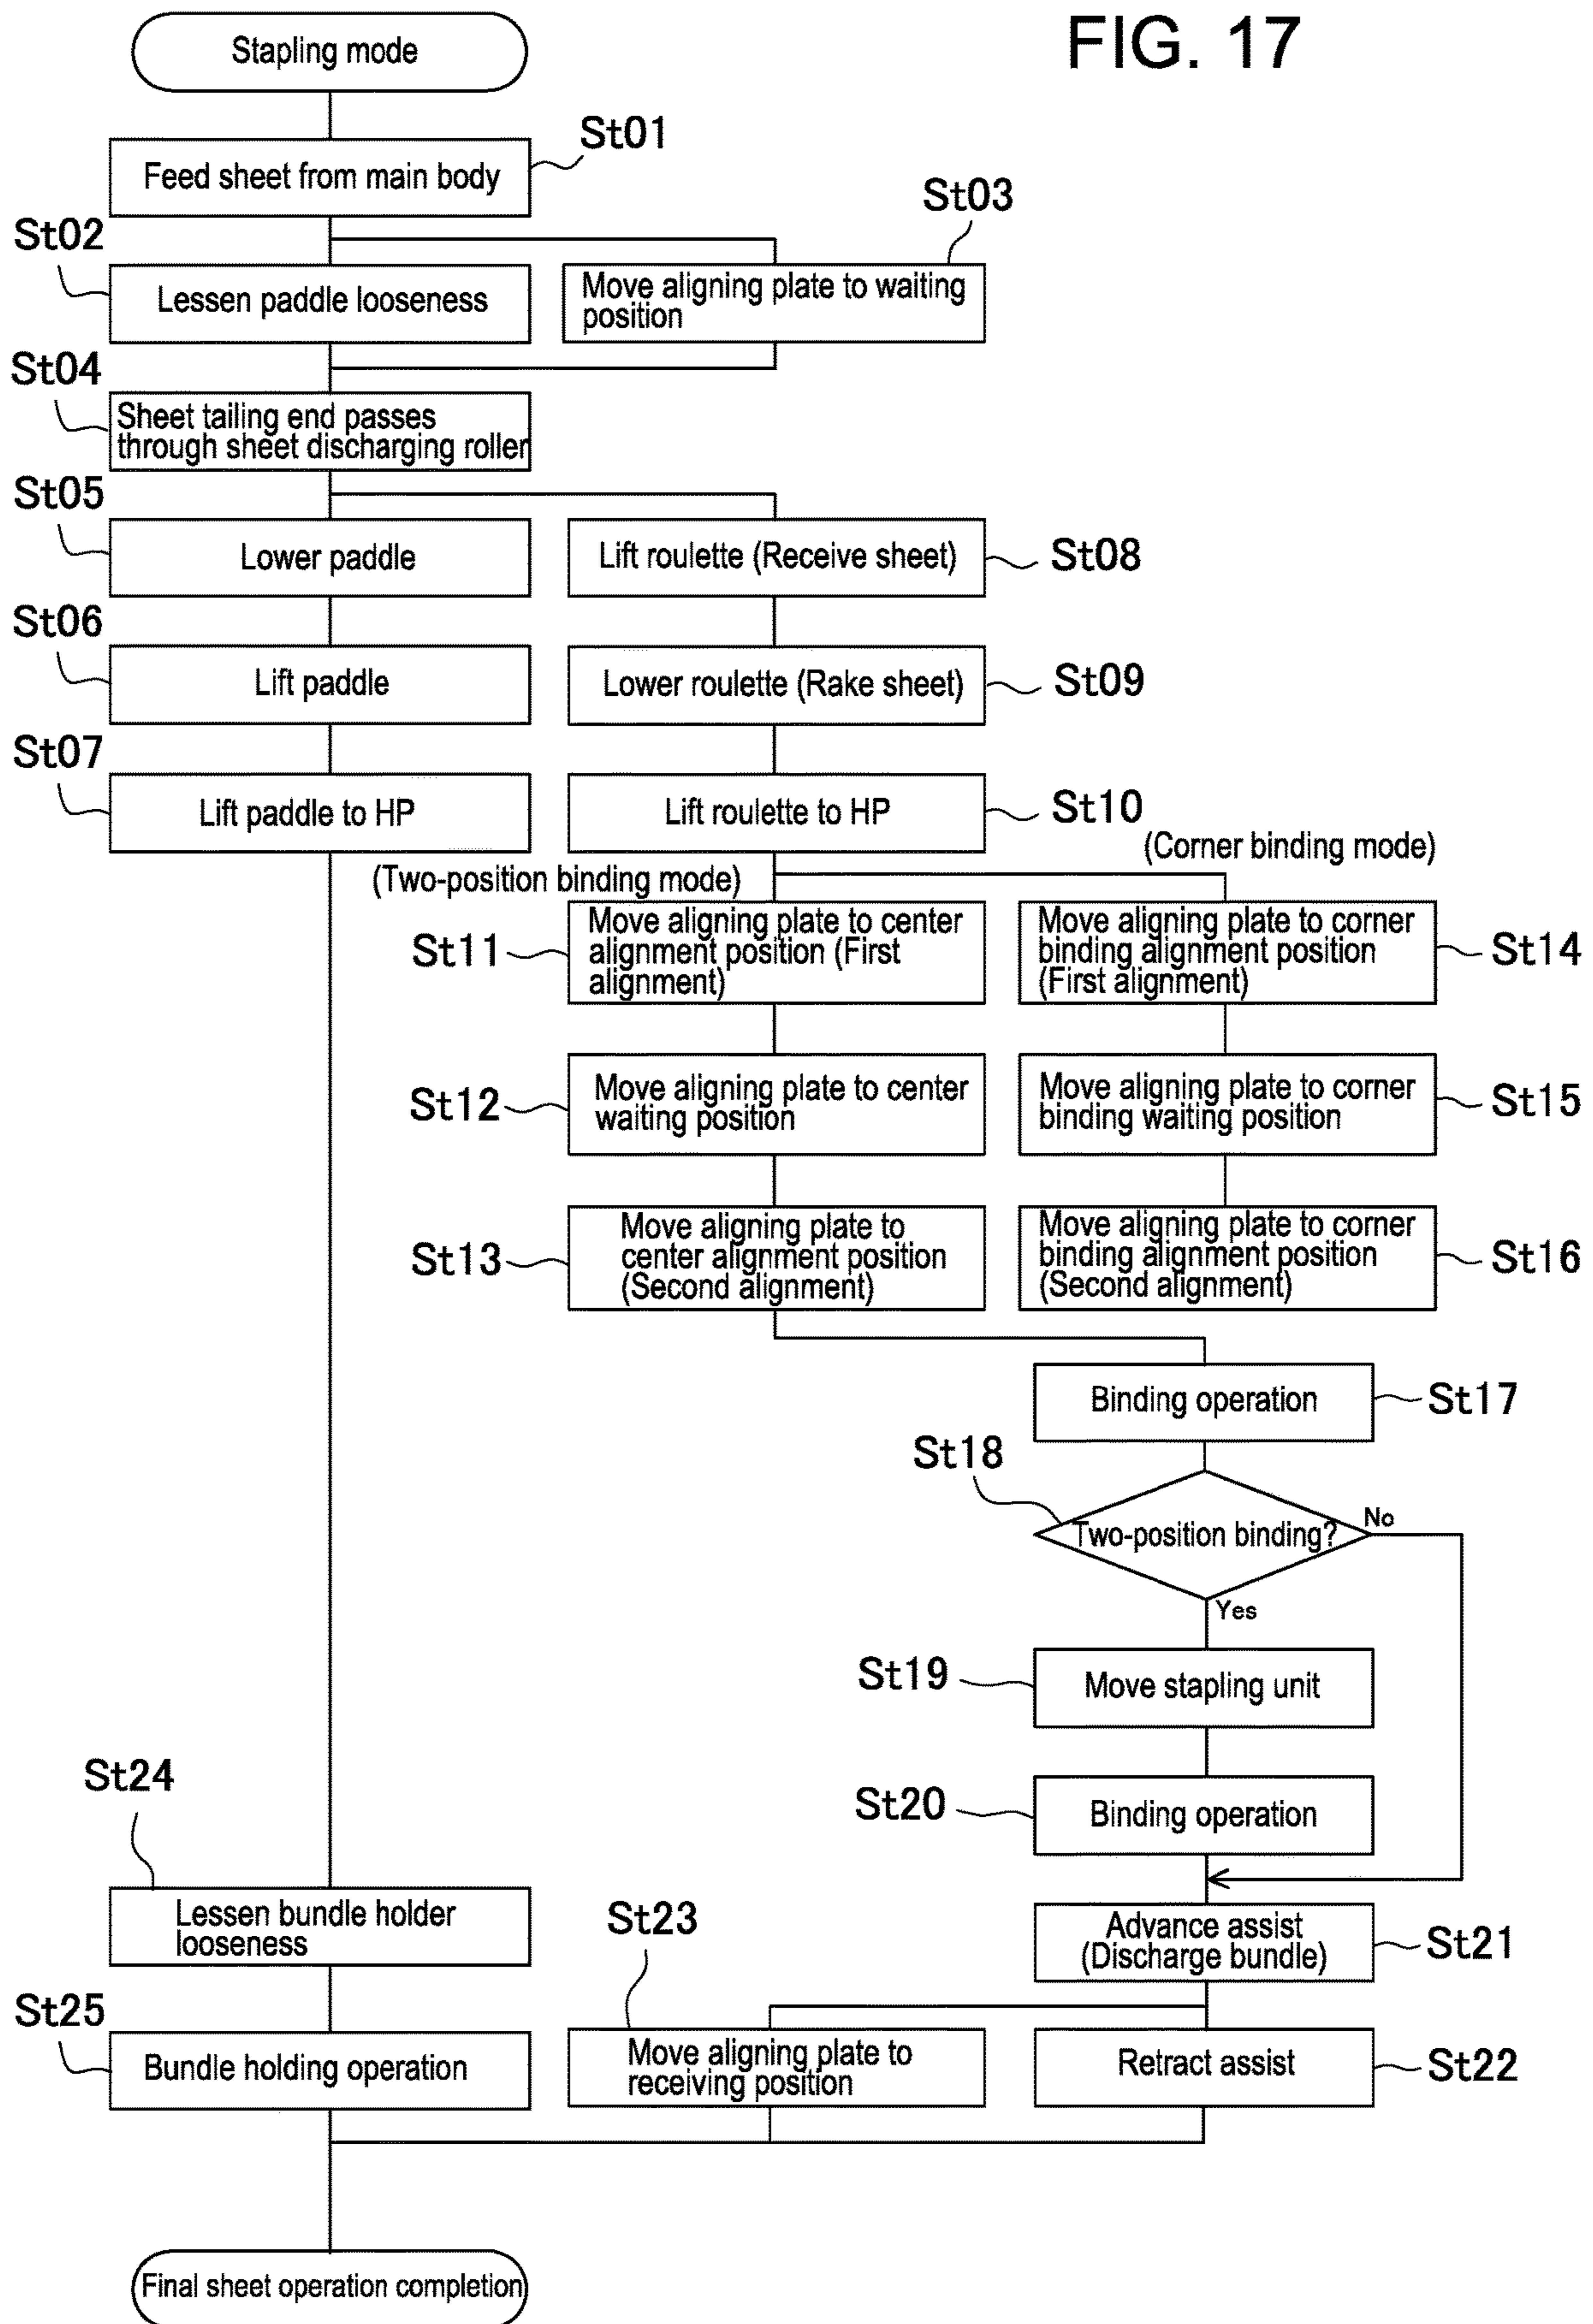 FIG. 17
Stapling mode
St01
Feed sheet from main body
St02
Lessen paddle looseness
St03
Move aligning plate to waiting
position
St04
Sheet tailing end passes
through sheet discharging roller
St05
Lower paddle
Lift roulette (Receive sheet)
St08
St06
Lift paddle
Lower roulette (Rake sheet)
St09
St07
Lift paddle to HP
Lift roulette to HP
St10
(Two-position binding mode)
(Corner binding mode)
St11
Move aligning plate to center
alignment position (First
alignment)
Move aligning plate to corner
binding alignment position
(First alignment)
St14
St12
Move aligning plate to center
waiting position
Move aligning plate to corner
binding waiting position
St15
St13
Move aligning plate to
center alignment position
(Second alignment)
Move aligning plate to corner
binding alignment position
(Second alignment)
St16
Binding operation
St17
St18
Two-position binding?
No
Yes
St19
Move stapling unit
St20
Binding operation
St24
Lessen bundle holder
looseness
St23
Advance assist
(Discharge bundle)
St21
St25
Bundle holding operation
Move aligning plate to
receiving position
Retract assist
St22
Final sheet operation completion